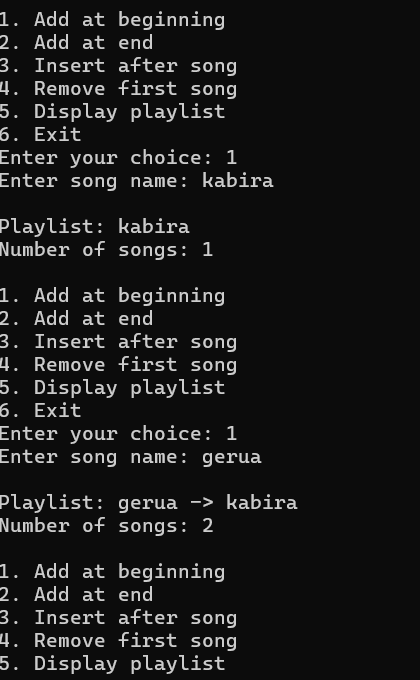 1. Add at beginning
2. Add at end
3. Insert after song
4. Remove first song
5. Display playlist
6. Exit
Enter your choice: 1
Enter song name: kabira
Playlist: kabira
Number of songs: 1
1. Add at beginning
2. Add at end
3. Insert after song
4. Remove first song
5. Display playlist
6. Exit
Enter your choice: 1
Enter song name: gerua
Playlist: gerua -> kabira
Number of songs: 2
1. Add at beginning
2. Add at end
3. Insert after song
4. Remove first song
5. Display playlist